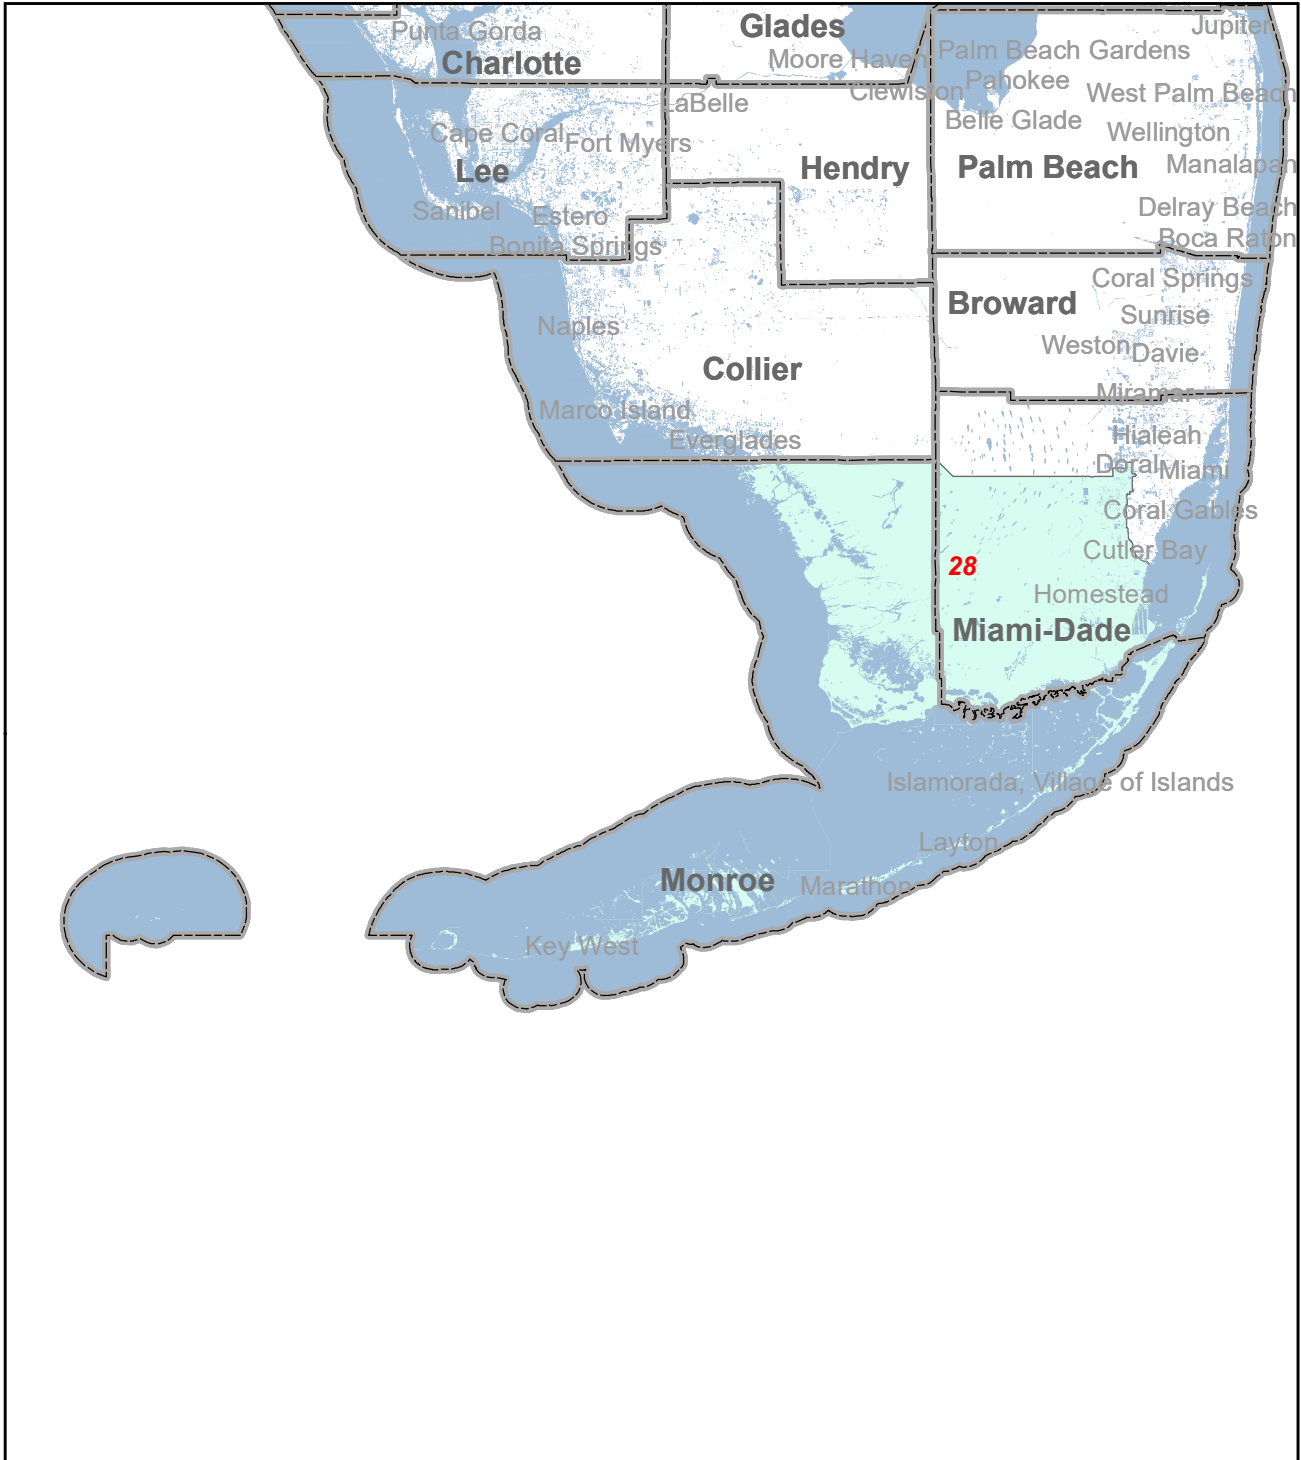 Glades
Jupiter
Punta Gorda
Charlotte
Moore Haven
Palm Beach Gardens
Pahokee
Clewiston
West Palm Beach
LaBelle
Belle Glade
Cape Coral
Fort Myers
Wellington
Lee
Hendry
Palm Beach
Manalapan
Sanibel
Estero
Delray Beach
Bonita Springs
Boca Raton
Coral Springs
Broward
Sunrise
Naples
Weston
Davie
Collier
Miramar
Marco Island
Everglades
Hialeah
Doral
Miami
Coral Gables
Cutler Bay
28
Homestead
Miami-Dade
Islamorada, Village of Islands
Layton
Monroe
Marathon
Key West